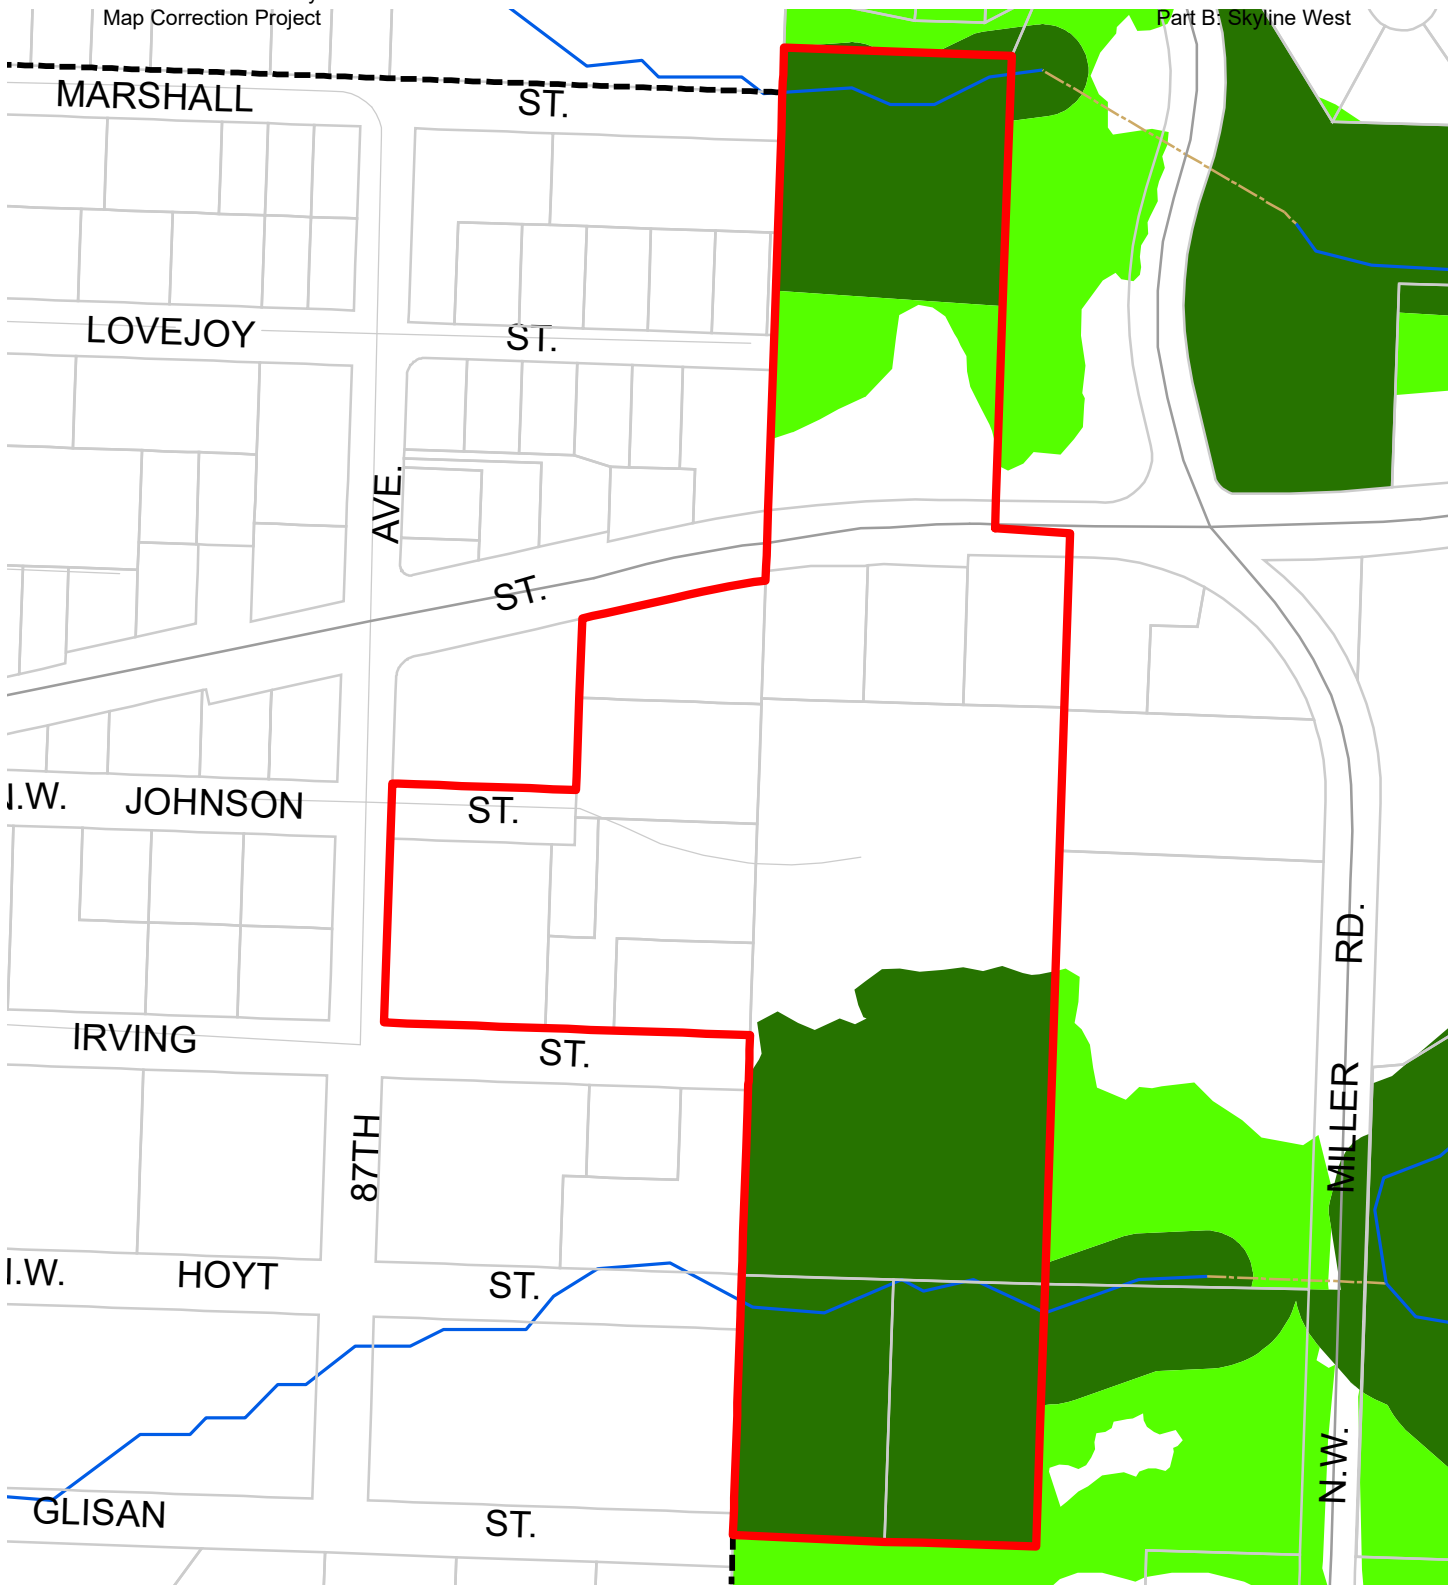 Map Correction Project
Part B: Skyline West
MARSHALL ST.
LOVEJOY ST.
AVE.
ST.
N.W. JOHNSON ST.
RD.
IRVING ST.
MILLER
87TH
HOYT ST.
N.W.
GLISAN ST.